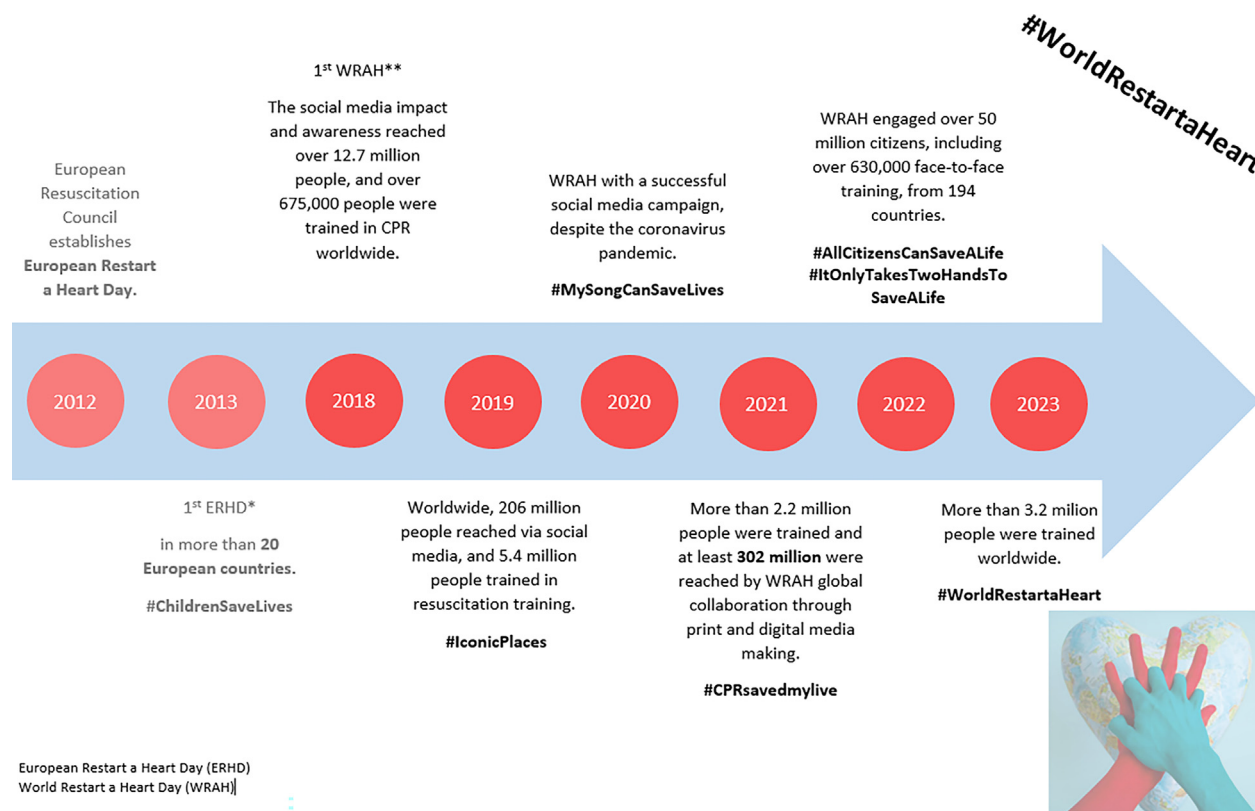 #WorldRestartaHeart
1st WRAH**
The social media impact
and awareness reached
over 12.7 million
people, and over
675,000 people were
trained in CPR
worldwide.
WRAH engaged over 50
million citizens, including
over 630,000 face-to-face
training, from 194
countries.
#AllCitizensCanSaveALife
#ItOnlyTakesTwoHandsTo
SaveALife
European
Resuscitation
Council
establishes
European Restart
a Heart Day.
WRAH with a successful
social media campaign,
despite the coronavirus
pandemic.
#MySongCanSaveLives
2012
2013
2018
2019
2020
2021
2022
2023
1st ERHD*
in more than 20
European countries.
#ChildrenSaveLives
Worldwide, 206 million
people reached via social
media, and 5.4 million
people trained in
resuscitation training.
#IconicPlaces
More than 2.2 million
people were trained and
at least 302 million were
reached by WRAH global
collaboration through
print and digital media
making.
#CPRsavedmylive
More than 3.2 milion
people were trained
worldwide.
#WorldRestartaHeart
European Restart a Heart Day (ERHD)
World Restart a Heart Day (WRAH)